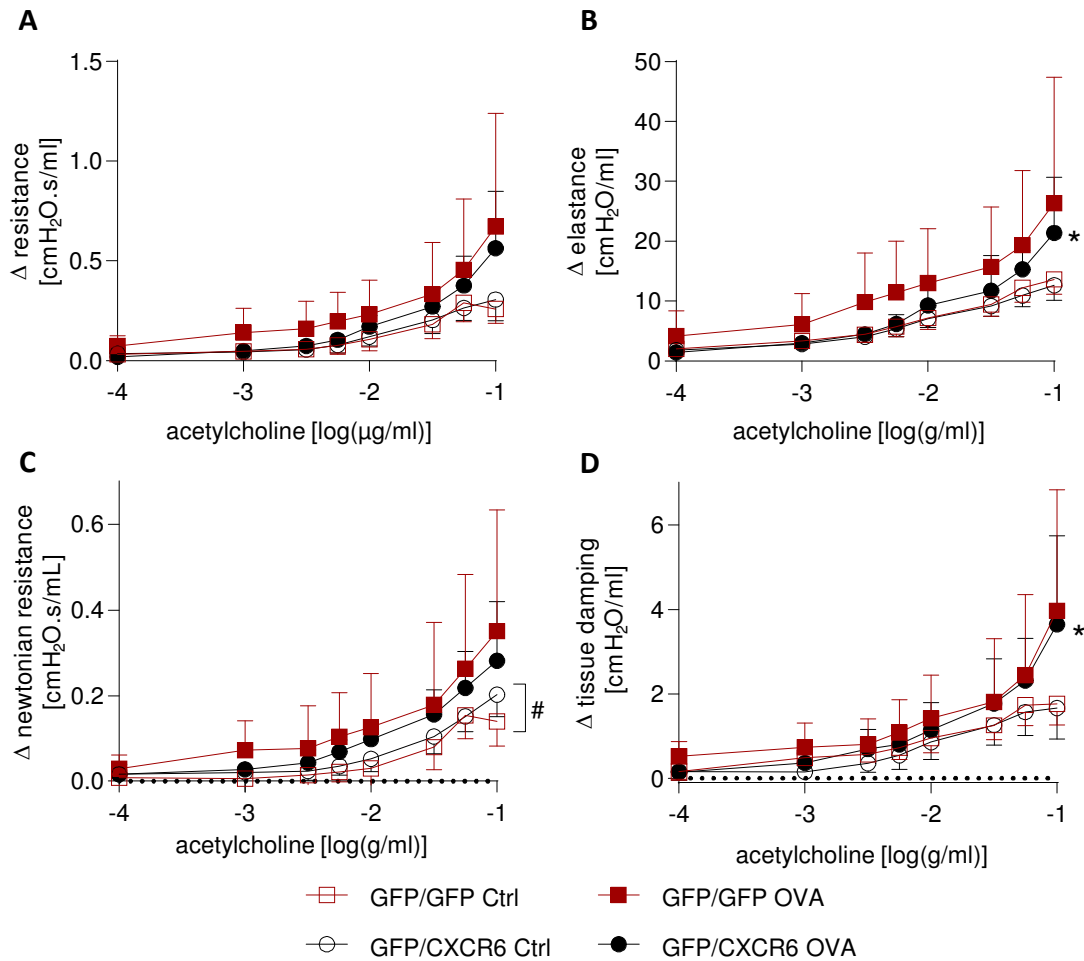 A
1.5
1.0
0.5
0.0
Δ resistance
[cmH₂O.s/ml]
-4
-3
-2
-1
acetylcholine [log(µg/ml)]
B
50
40
30
20
10
0
Δ elastance
[cmH₂O/ml]
*
-4
-3
-2
-1
acetylcholine [log(g/ml)]
C
0.6
0.4
0.2
0.0
Δ newtonian resistance
[cmH₂O.s/mL]
#
-4
-3
-2
-1
acetylcholine [log(g/ml)]
D
6
4
2
0
Δ tissue damping
[cmH₂O/ml]
*
-4
-3
-2
-1
acetylcholine [log(g/ml)]
GFP/GFP Ctrl
GFP/GFP OVA
GFP/CXCR6 Ctrl
GFP/CXCR6 OVA